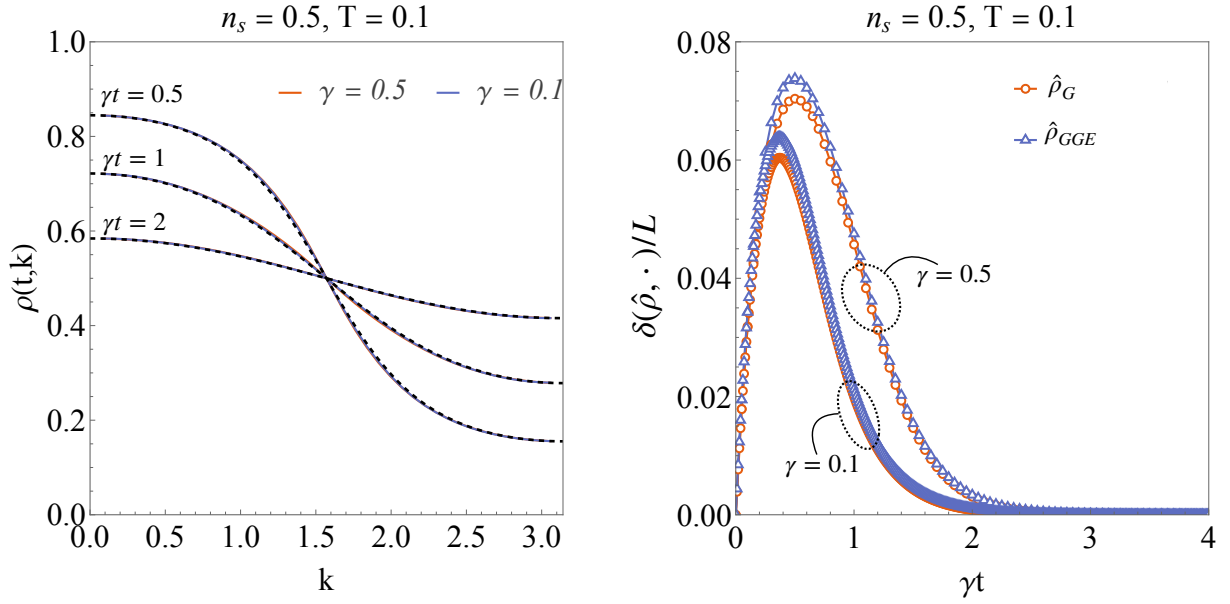 n_s = 0.5, T = 0.1
1.0
0.8
0.6
0.4
0.2
0.0
ρ(t,k)
γt = 0.5
γt = 1
γt = 2
γ = 0.5
γ = 0.1
0.0 0.5 1.0 1.5 2.0 2.5 3.0
k
n_s = 0.5, T = 0.1
0.08
0.06
0.04
0.02
0.00
δ(ρ̂, · )/L
ρ̂_G
ρ̂_GGE
γ = 0.5
γ = 0.1
0 1 2 3 4
γt